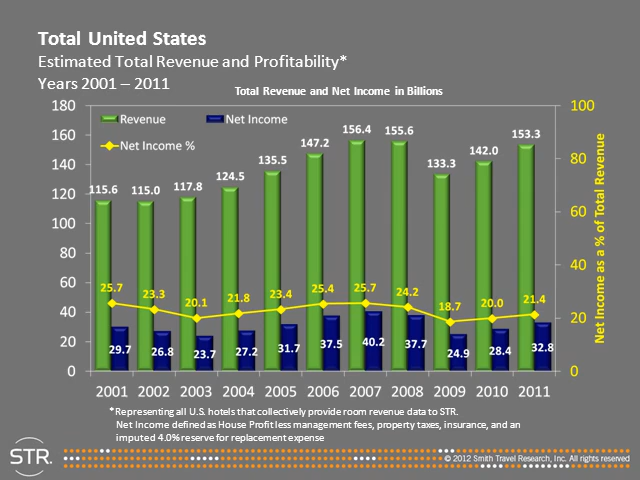 Total United States
Estimated Total Revenue and Profitability*
Years 2001 – 2011
Total Revenue and Net Income in Billions
180
160
140
120
100
80
60
40
20
0
100
80
60
40
20
0
Net Income as a % of Total Revenue
Revenue
Net Income
Net Income %
115.6 115.0 117.8 124.5 135.5 147.2 156.4 155.6 133.3 142.0 153.3
25.7 23.3 20.1 21.8 23.4 25.4 25.7 24.2 18.7 20.0 21.4
29.7 26.8 23.7 27.2 31.7 37.5 40.2 37.7 24.9 28.4 32.8
2001 2002 2003 2004 2005 2006 2007 2008 2009 2010 2011
*Representing all U.S. hotels that collectively provide room revenue data to STR.
Net Income defined as House Profit less management fees, property taxes, insurance, and an
imputed 4.0% reserve for replacement expense
STR.
© 2012 Smith Travel Research, Inc. All rights reserved